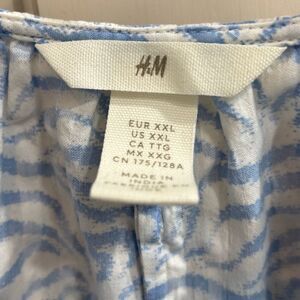 H&M
EUR XXL
US XXL
CA TTG
MX XXG
CN 175/128A
MADE IN
INDIA